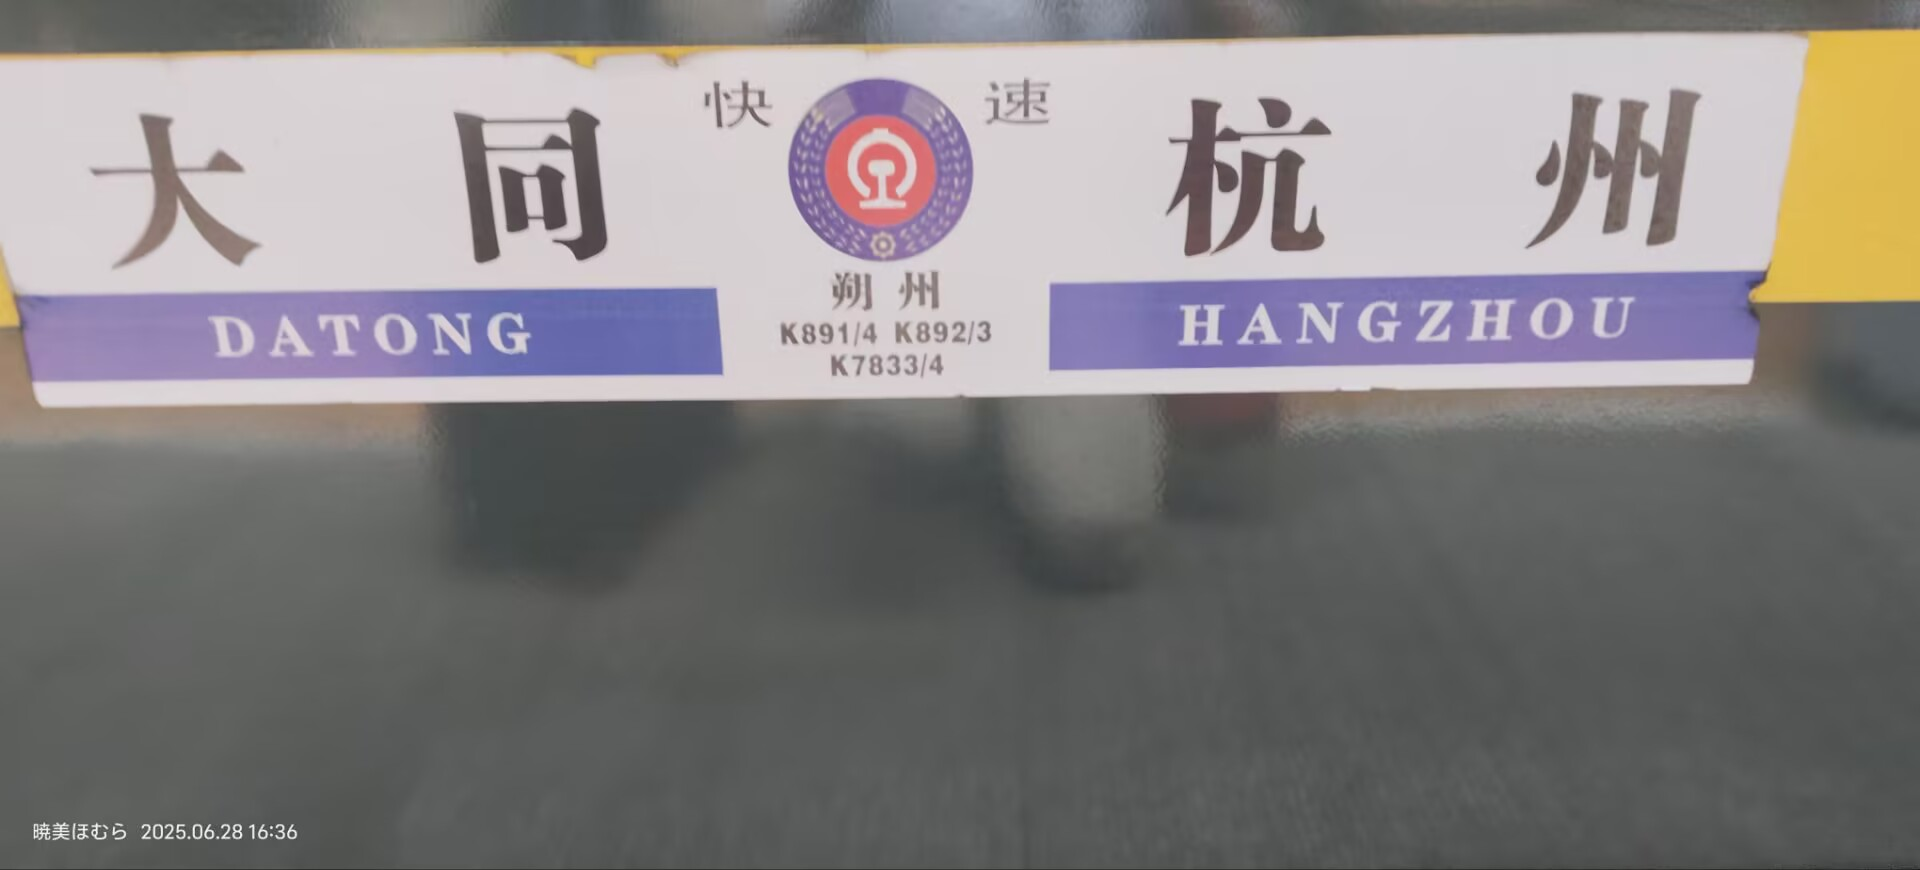 快 速
大 同 杭 州
朔 州
DATONG HANGZHOU
K891/4 K892/3
K7833/4
暁美ほむら 2025.06.28 16:36